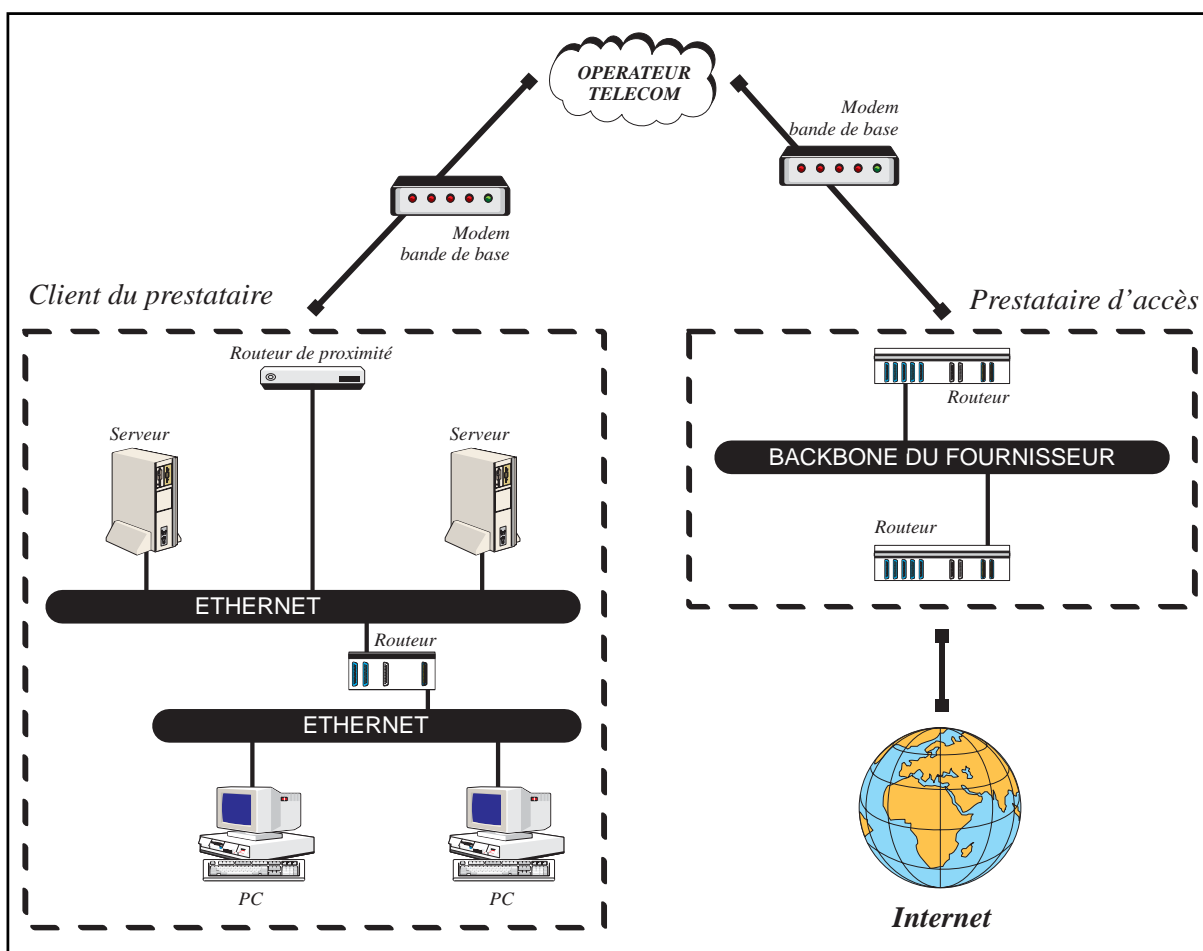 OPERATEUR
TELECOM
Modem
bande de base
Modem
bande de base
Client du prestataire
Prestataire d’accès
Routeur de proximité
Routeur
Serveur
Serveur
BACKBONE DU FOURNISSEUR
Routeur
ETHERNET
Routeur
ETHERNET
PC
PC
Internet